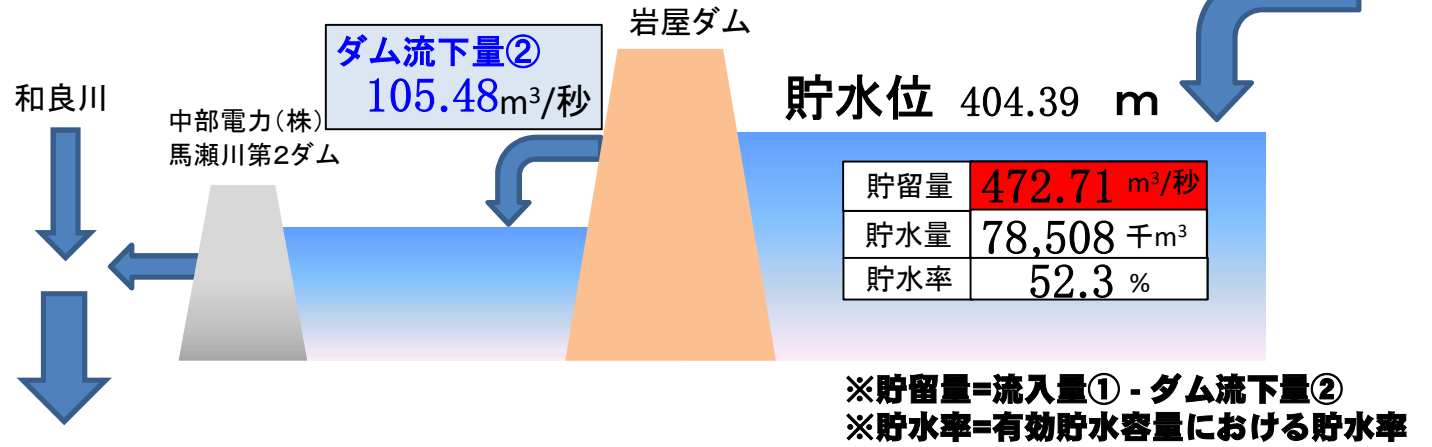 岩屋ダム
ダム流下量②
105.48m³/秒
和良川
中部電力(株)
馬瀬川第2ダム
貯水位 404.39 m
貯留量 472.71 m³/秒
貯水量 78,508 千m³
貯水率 52.3 %
※貯留量=流入量① - ダム流下量②
※貯水率=有効貯水容量における貯水率